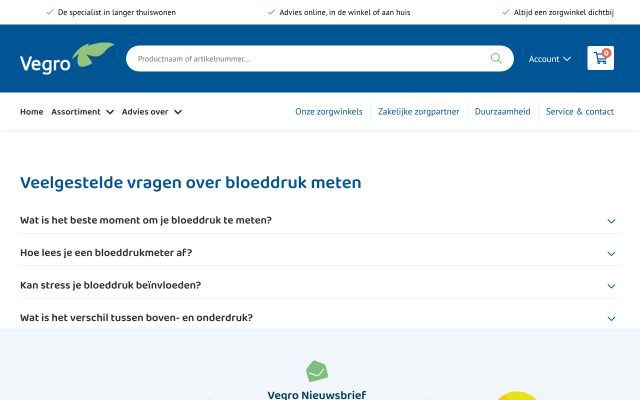 De specialist in langer thuiswonen
Advies online, in de winkel of aan huis
Altijd een zorgwinkel dichtbij
Vegro
Productnaam of artikelnummer...
Account
0
Home
Assortiment
Advies over
Onze zorgwinkels
Zakelijke zorgpartner
Duurzaamheid
Service & contact
Veelgestelde vragen over bloeddruk meten
Wat is het beste moment om je bloeddruk te meten?
Hoe lees je een bloeddrukmeter af?
Kan stress je bloeddruk beïnvloeden?
Wat is het verschil tussen boven- en onderdruk?
Vegro Nieuwsbrief